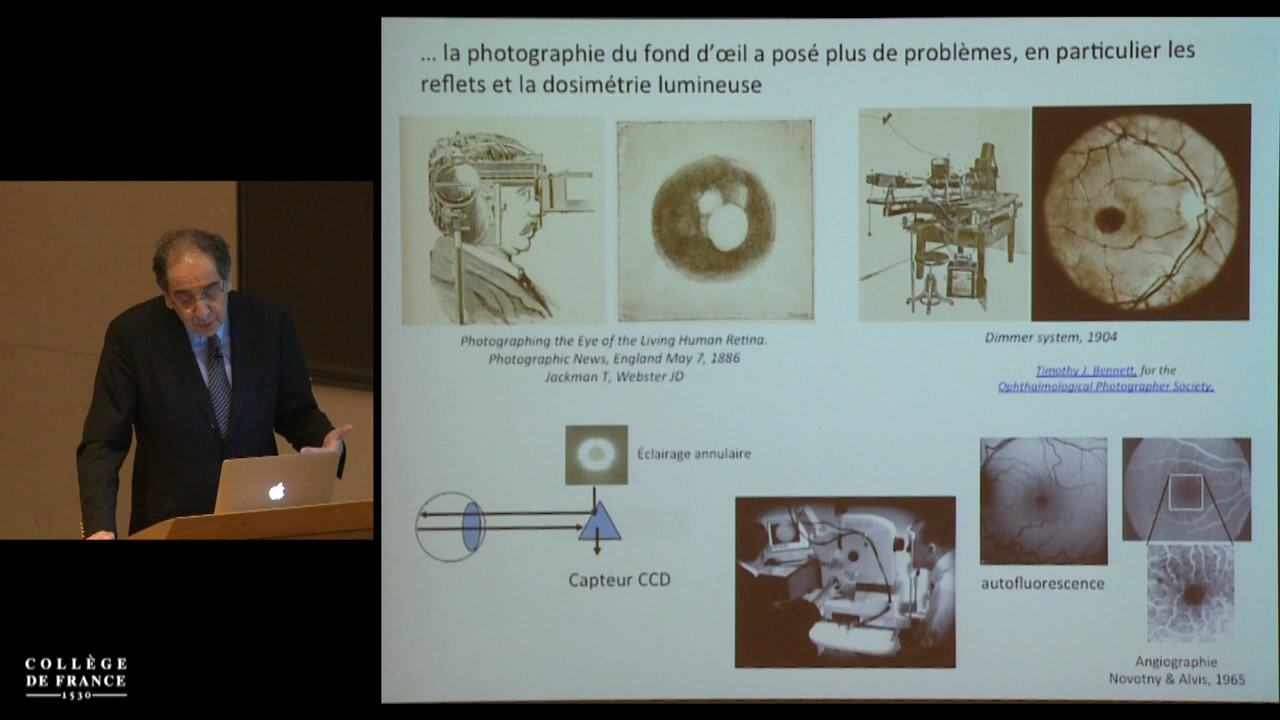 ... la photographie du fond d'œil a posé plus de problèmes, en particulier les
reflets et la dosimétrie lumineuse
Photographing the Eye of the Living Human Retina.
Photographic News, England May 7, 1886
Jackman T, Webster JD
Dimmer system, 1904
Timothy J. Bennett, for the
Ophthalmological Photographer Society.
Éclairage annulaire
Capteur CCD
autofluorescence
Angiographie
Novotny & Alvis, 1965
COLLÈGE
DE FRANCE
1530